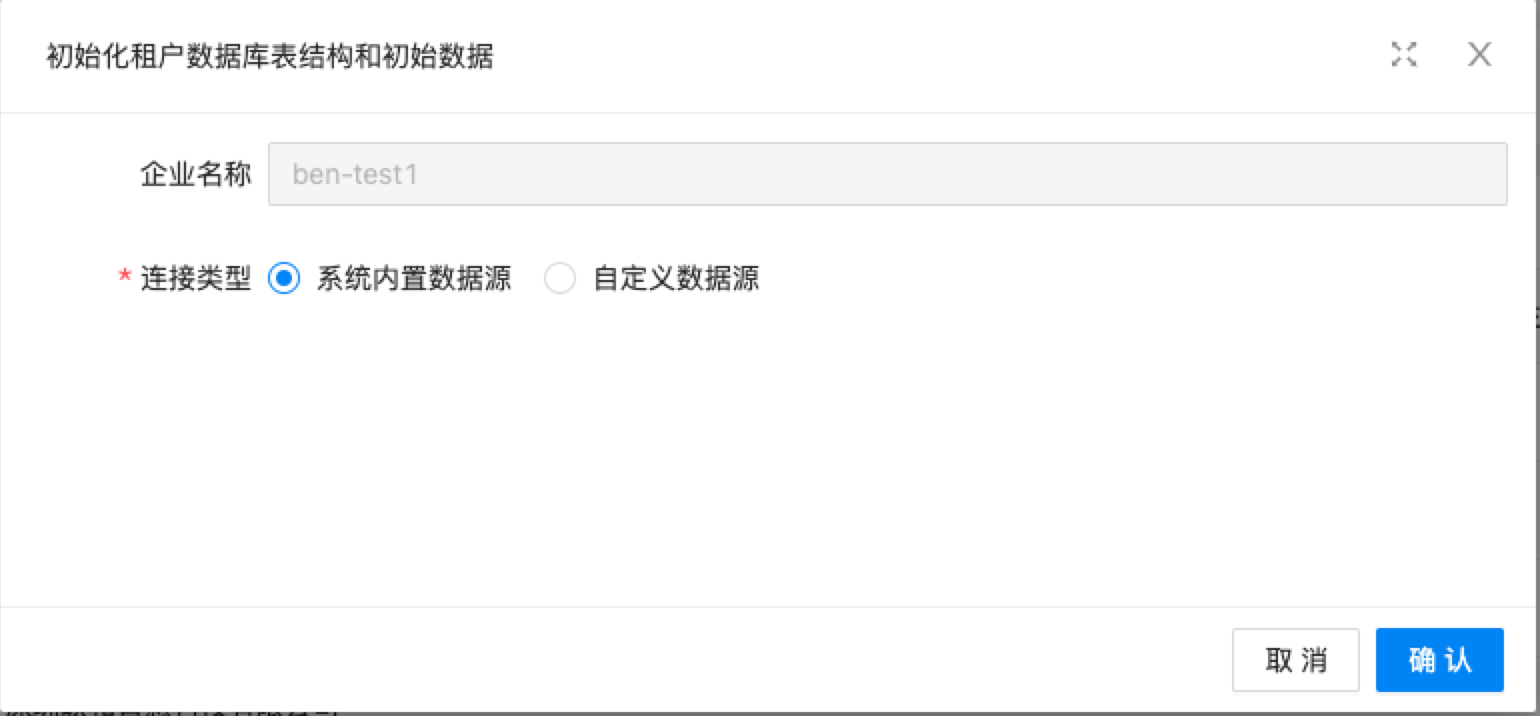 初始化租户数据库表结构和初始数据
企业名称 ben-test1
* 连接类型 系统内置数据源 自定义数据源
取 消 确 认